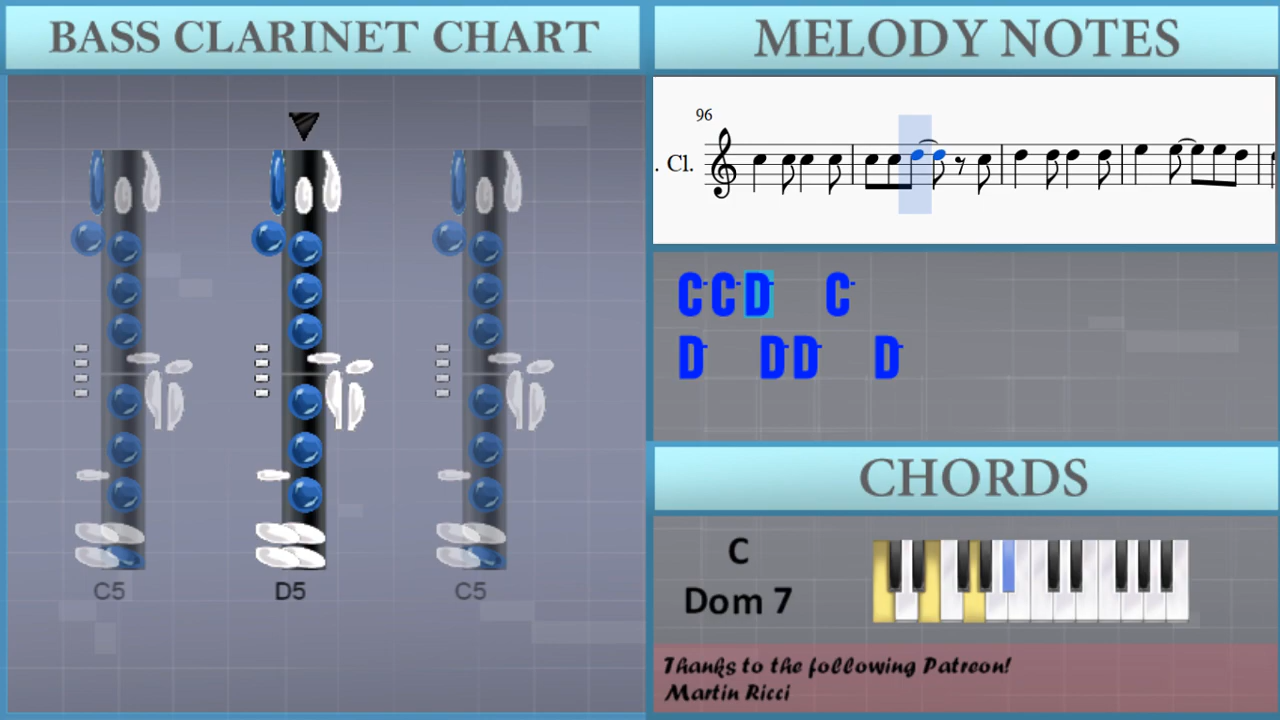 BASS CLARINET CHART
C5
D5
C5
MELODY NOTES
96
. Cl.
C C D C
D D D D
CHORDS
C
Dom 7
Thanks to the following Patreon!
Martin Ricci